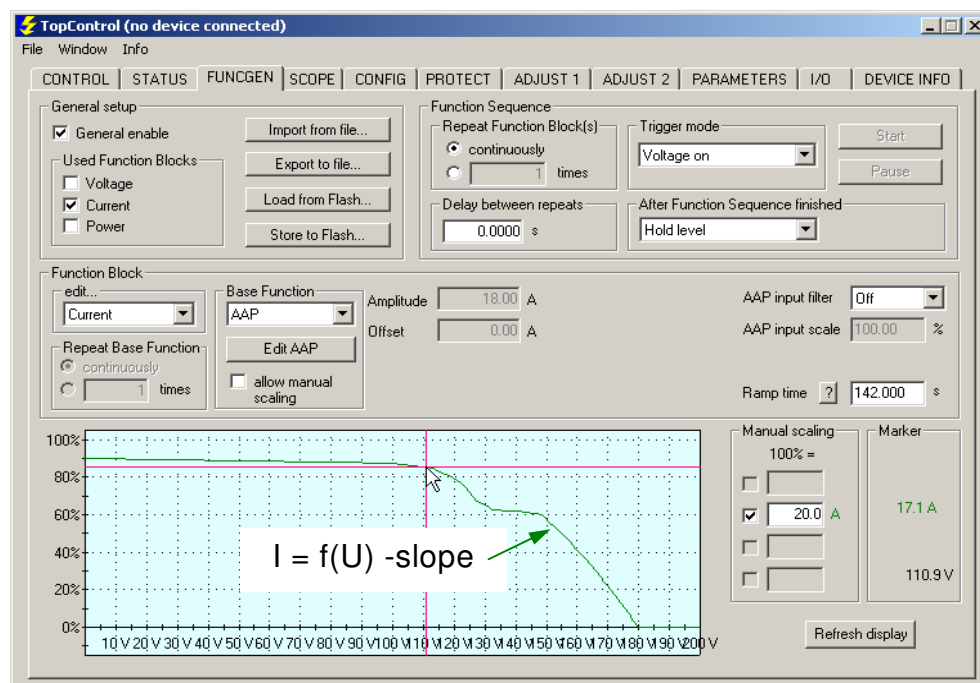 TopControl (no device connected)
File Window Info
CONTROL STATUS FUNCGEN SCOPE CONFIG PROTECT ADJUST 1 ADJUST 2 PARAMETERS I/O DEVICE INFO
General setup
General enable
Used Function Blocks
Voltage
Current
Power
Import from file...
Export to file...
Load from Flash...
Store to Flash...
Function Sequence
Repeat Function Block(s)
continuously
1 times
Delay between repeats
0.0000 s
Trigger mode
Voltage on
Start
Pause
After Function Sequence finished
Hold level
Function Block
edit...
Current
Repeat Base Function
continuously
1 times
Base Function
AAP
Edit AAP
allow manual
scaling
Amplitude 18.00 A
Offset 0.00 A
AAP input filter Off
AAP input scale 100.00 %
Ramp time ? 142.000 s
100%
80%
60%
40%
20%
0%
I = f(U) -slope
10 V 20 V 30 V 40 V 50 V 60 V 70 V 80 V 90 V 100 V 110 V 120 V 130 V 140 V 150 V 160 V 170 V 180 V 190 V 200 V
Manual scaling
100% =
20.0 A
Marker
17.1 A
110.9 V
Refresh display